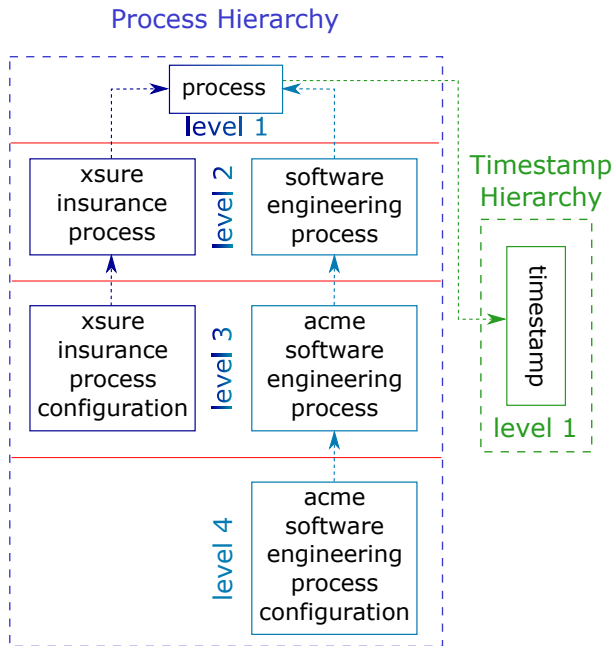 Process Hierarchy
process
level 1
xsure
insurance
process
level 2
software
engineering
process
Timestamp
Hierarchy
timestamp
level 1
xsure
insurance
process
configuration
level 3
acme
software
engineering
process
level 4
acme
software
engineering
process
configuration